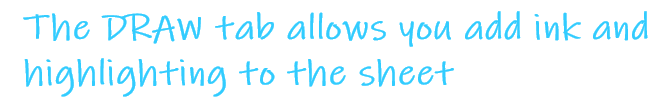 The DRAW tab allows you add ink and
highlighting to the sheet